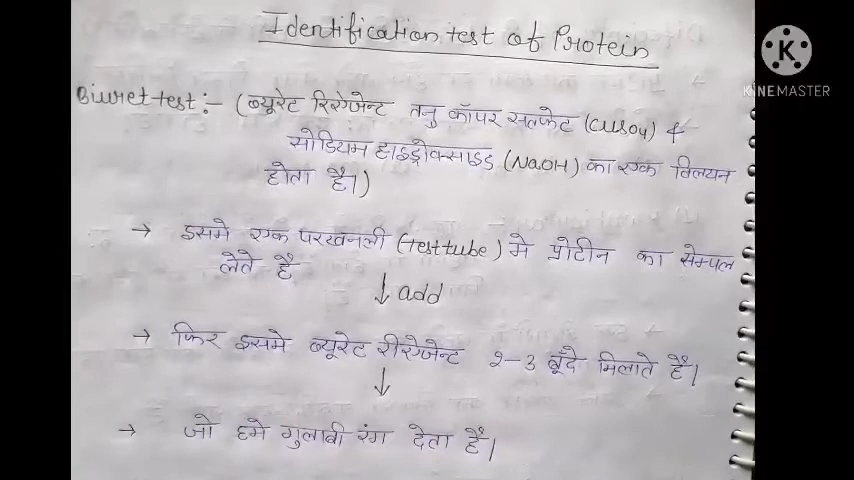 Identification test of Protein
KINEMASTER
Biuret test:- (ब्यूरेट रिएजेन्ट तनु कॉपर सल्फेट (CuSO4) &
सोडियम हाइड्रोक्साइड (NaOH) का एक विलयन
होता है।)
→ इसमे एक परखनली (test tube) मे प्रोटीन का सेम्पल
लेते है
↓ add
→ फिर इसमे ब्यूरेट रीऐजेन्ट 2-3 बूँदे मिलाते है।
↓
→ जो हमे गुलाबी रंग देता है।